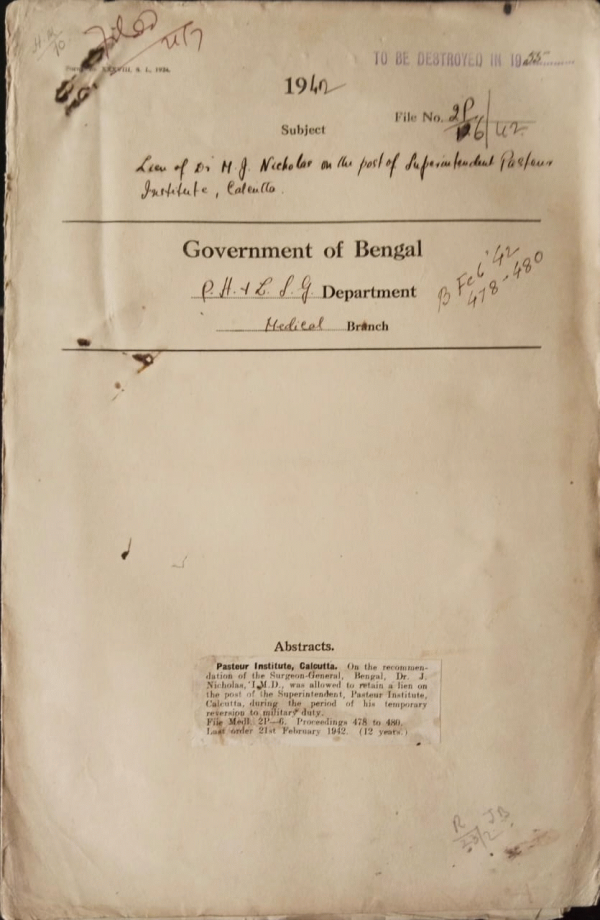 Filed
21/7
TO BE DESTROYED IN 1955
1942
File No. 2P/6/42
Subject
Lien of Dr M. J. Nicholas on the post of Superintendent Pasteur
Institute, Calcutta.
Government of Bengal
P. H. & L. S. G. Department
Medical Branch
B Feb '42
478-480
Abstracts.
Pasteur Institute, Calcutta. On the recommen-
dation of the Surgeon-General, Bengal, Dr. J.
Nicholas, I.M.D., was allowed to retain a lien on
the post of the Superintendent, Pasteur Institute,
Calcutta, during the period of his temporary
reversion to military duty.
File Medl. 2P—6. Proceedings 478 to 480.
Last order 21st February 1942. (12 years.)